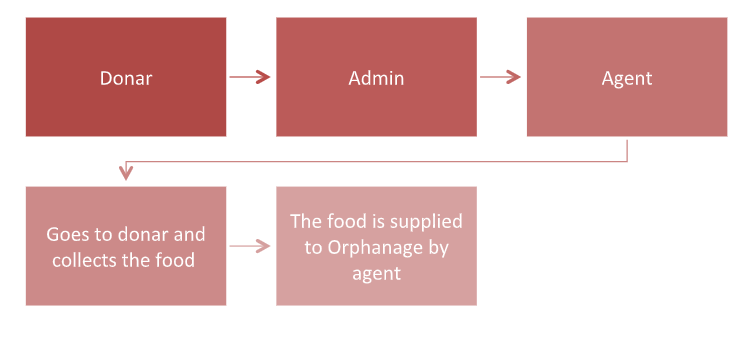 Donar
Admin
Agent
Goes to donar and
collects the food
The food is supplied
to Orphanage by
agent